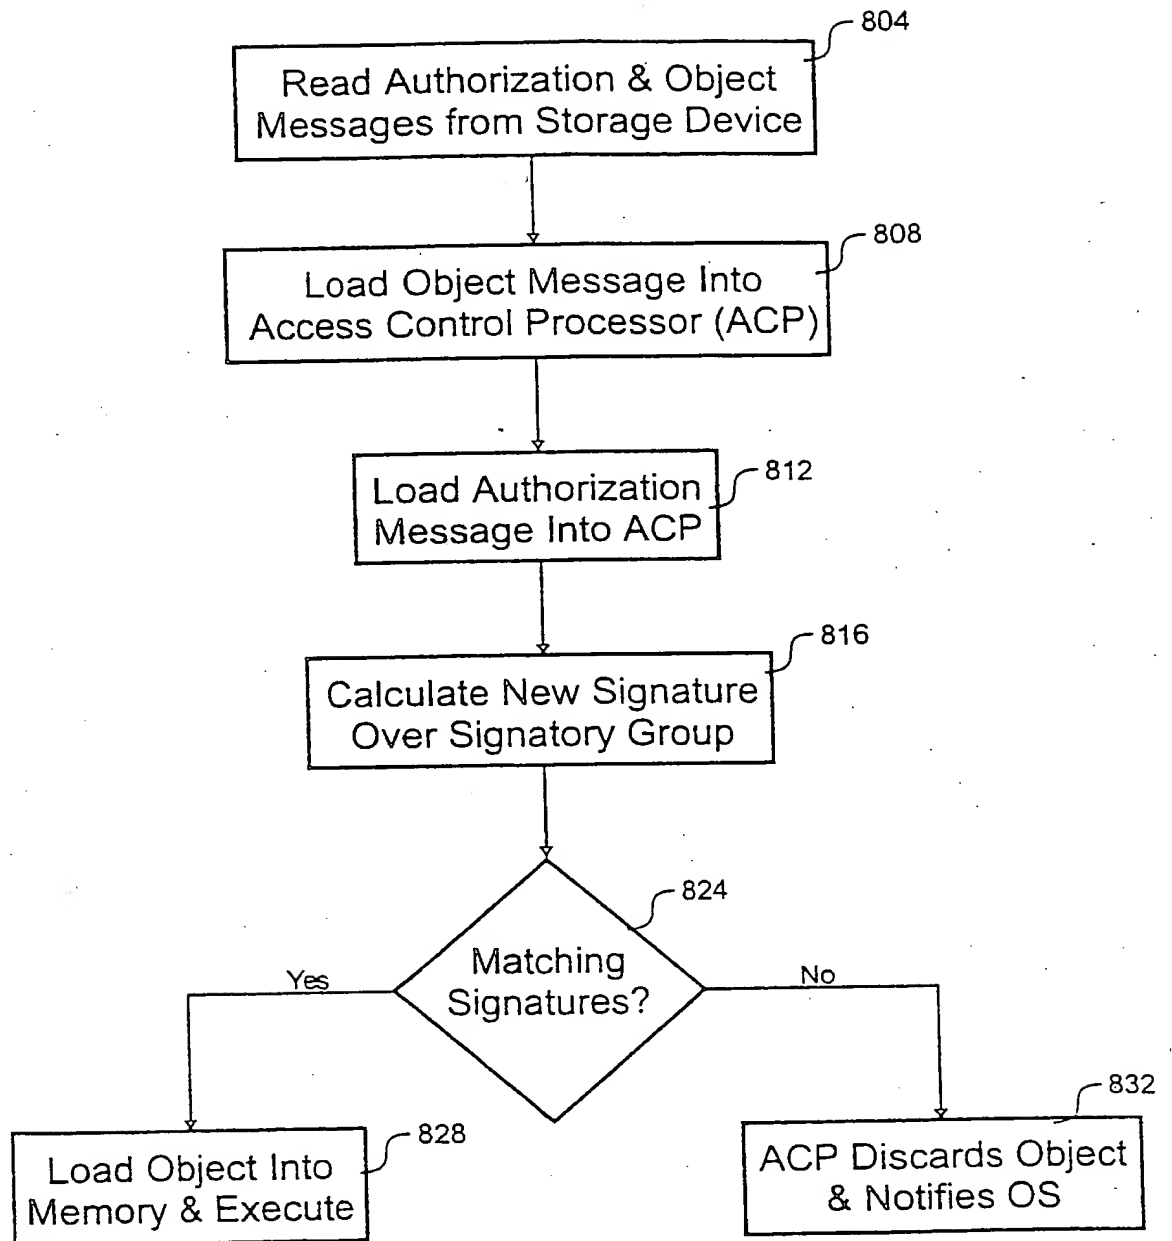 804
Read Authorization & Object
Messages from Storage Device
808
Load Object Message Into
Access Control Processor (ACP)
812
Load Authorization
Message Into ACP
816
Calculate New Signature
Over Signatory Group
824
Matching
Signatures?
Yes
No
828
Load Object Into
Memory & Execute
832
ACP Discards Object
& Notifies OS